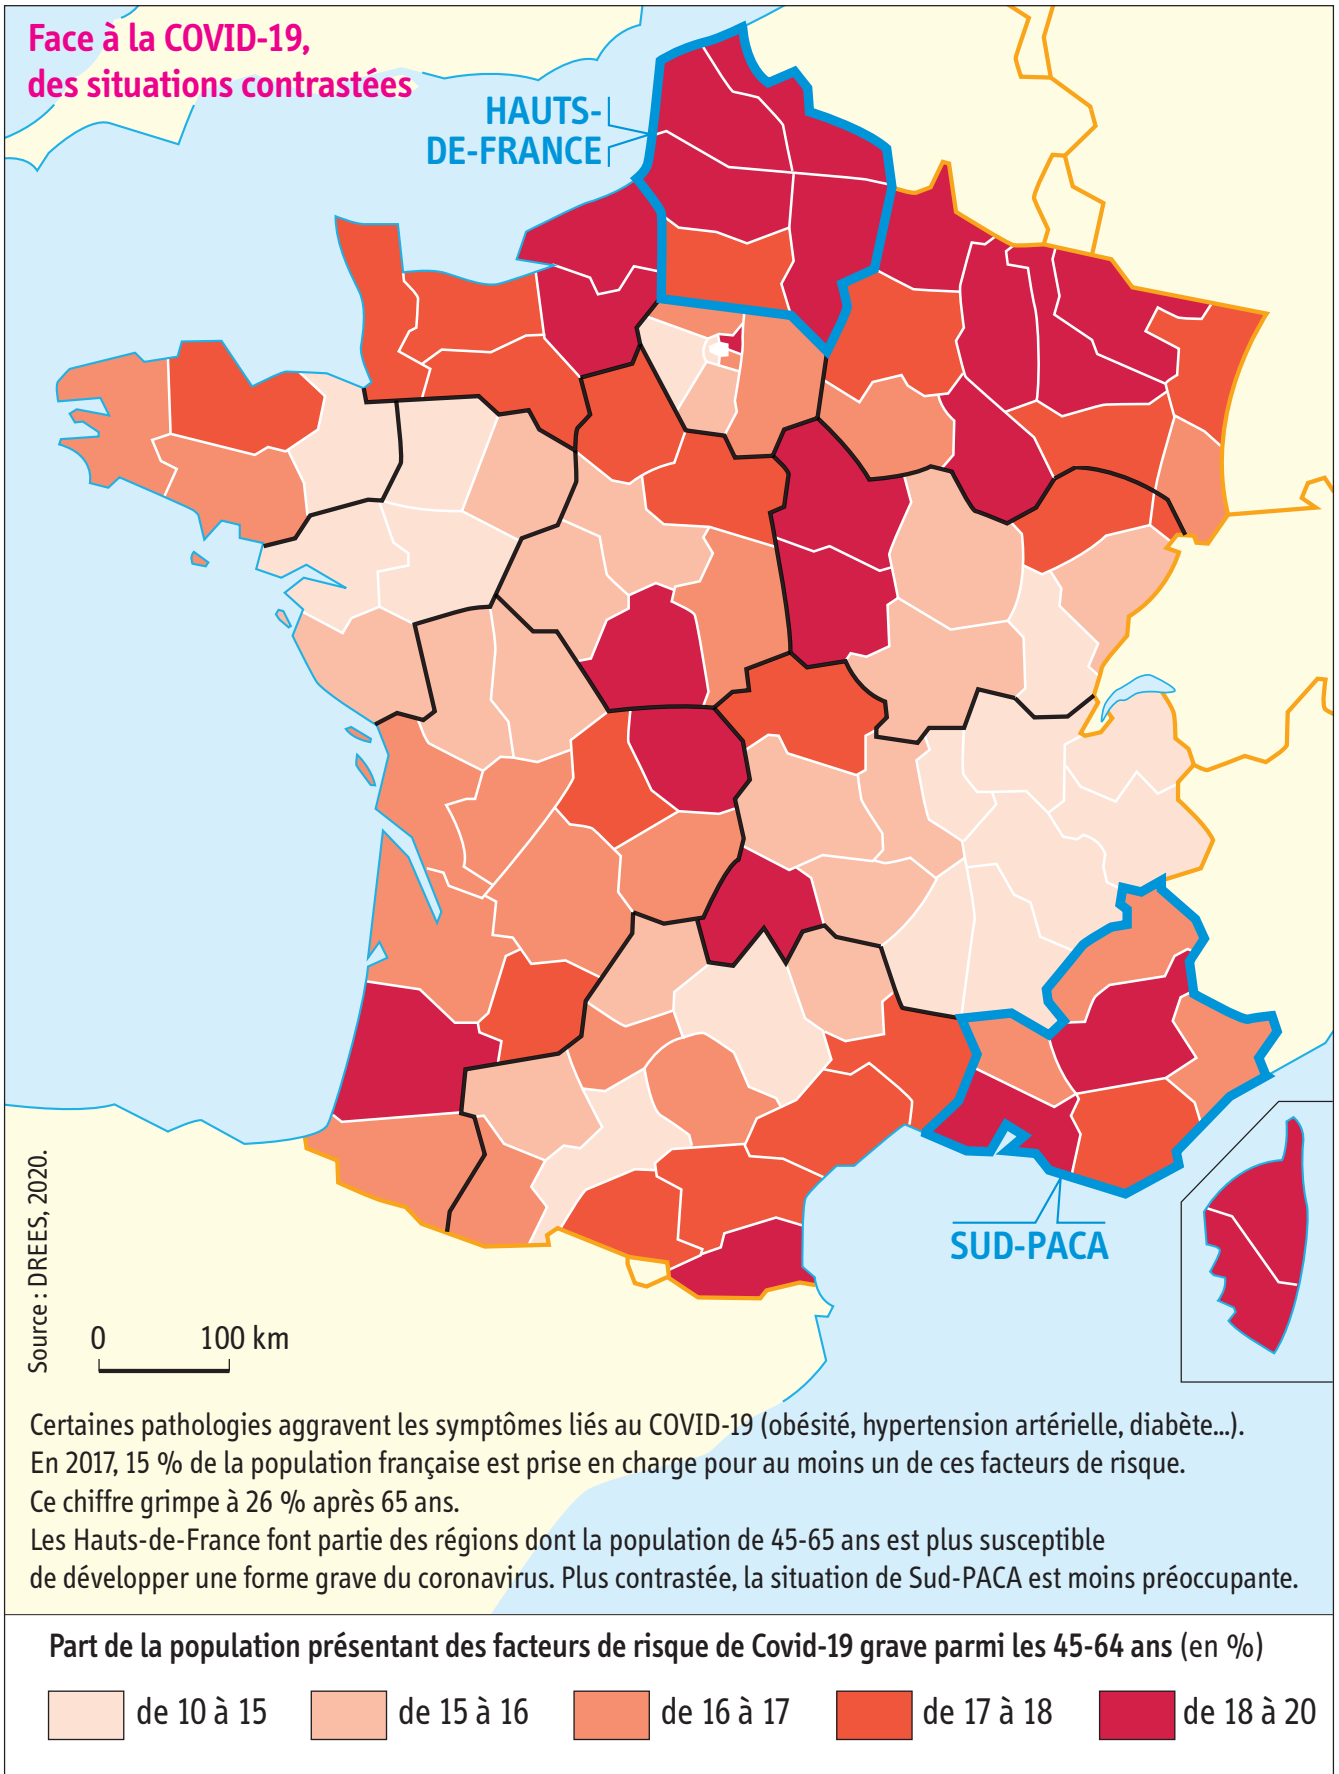 Face à la COVID-19,
des situations contrastées
HAUTS-
DE-FRANCE
SUD-PACA
Source : DREES, 2020.
0 100 km
Certaines pathologies aggravent les symptômes liés au COVID-19 (obésité, hypertension artérielle, diabète...).
En 2017, 15 % de la population française est prise en charge pour au moins un de ces facteurs de risque.
Ce chiffre grimpe à 26 % après 65 ans.
Les Hauts-de-France font partie des régions dont la population de 45-65 ans est plus susceptible
de développer une forme grave du coronavirus. Plus contrastée, la situation de Sud-PACA est moins préoccupante.
Part de la population présentant des facteurs de risque de Covid-19 grave parmi les 45-64 ans (en %)
de 10 à 15 de 15 à 16 de 16 à 17 de 17 à 18 de 18 à 20